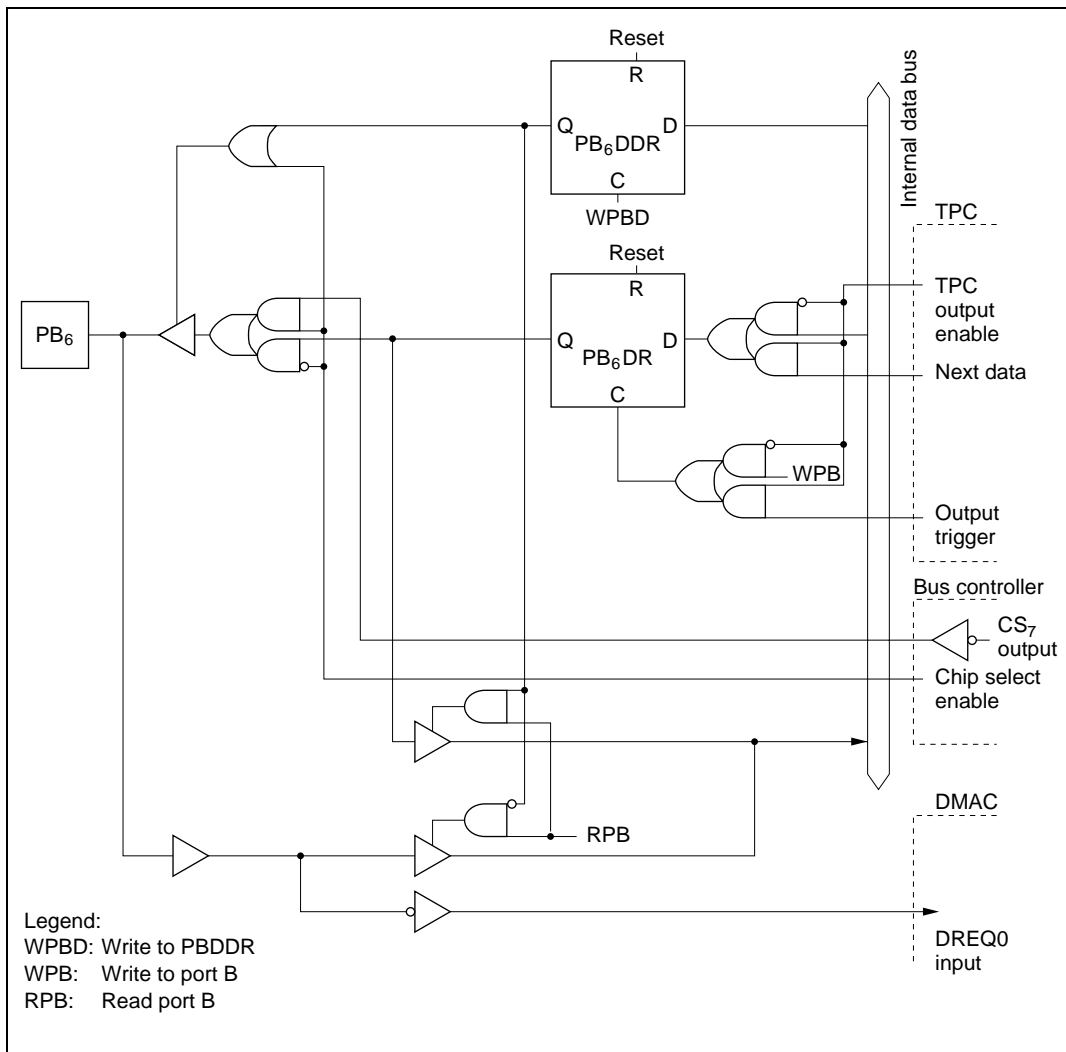 Reset
R
Q
D
PB6DDR
C
WPBD
Internal data bus
TPC
Reset
R
TPC
output
enable
PB6
Q
D
PB6DR
C
Next data
WPB
Output
trigger
Bus controller
CS7
output
Chip select
enable
DMAC
RPB
DREQ0
input
Legend:
WPBD: Write to PBDDR
WPB: Write to port B
RPB: Read port B